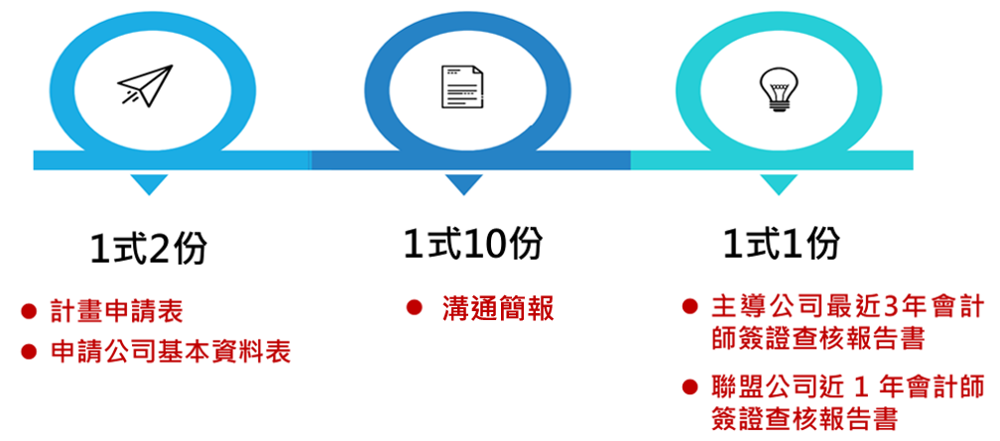 1式2份
● 計畫申請表
● 申請公司基本資料表
1式10份
● 溝通簡報
1式1份
● 主導公司最近3年會計
師簽證查核報告書
● 聯盟公司近 1 年會計師
簽證查核報告書